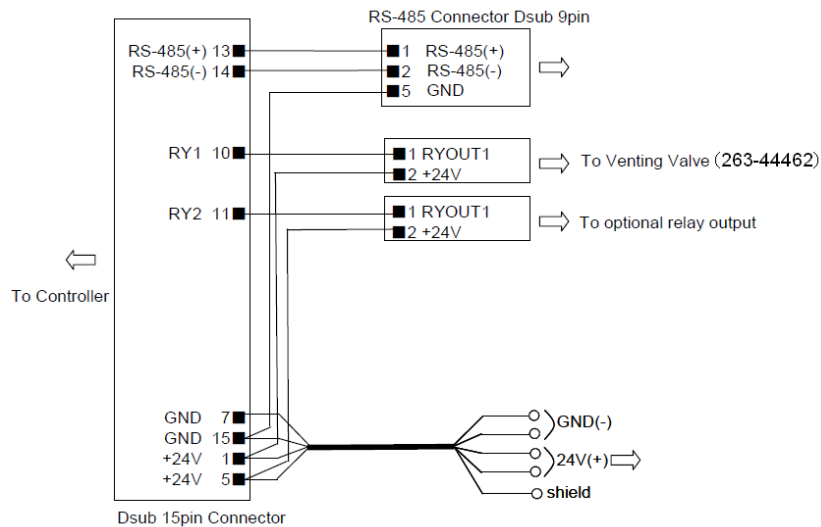 RS-485 Connector Dsub 9pin
RS-485(+) 13
1 RS-485(+)
RS-485(-) 14
2 RS-485(-)
5 GND
RY1 10
1 RYOUT1
2 +24V
To Venting Valve (263-44462)
RY2 11
1 RYOUT1
2 +24V
To optional relay output
To Controller
GND 7
GND 15
+24V 1
+24V 5
GND(-)
24V(+)
shield
Dsub 15pin Connector